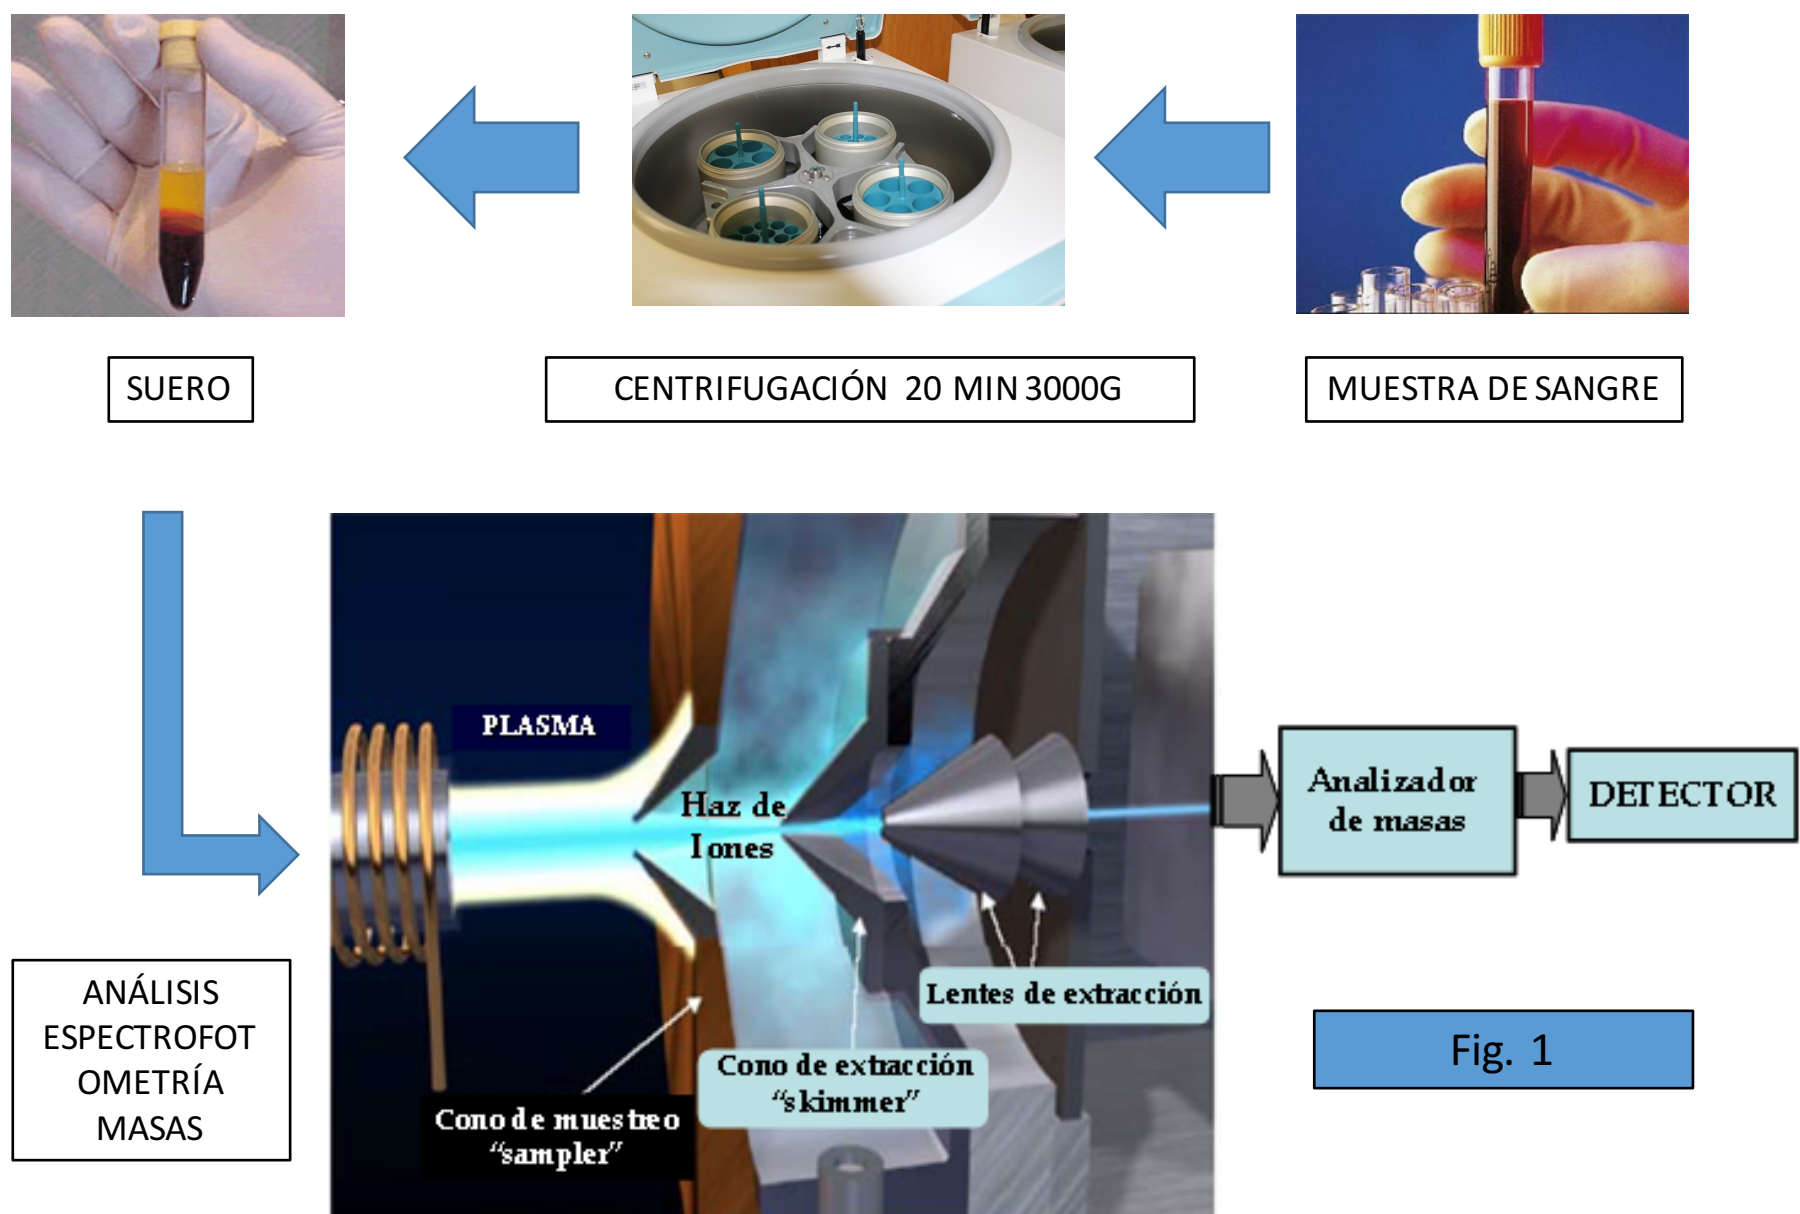 SUERO
CENTRIFUGACIÓN 20 MIN 3000G
MUESTRA DE SANGRE
PLASMA
Haz de
Iones
Analizador
de masas
DETECTOR
Lentes de extracción
Cono de extracción
“skimmer”
Cono de muestreo
“sampler”
ANÁLISIS
ESPECTROFOT
OMETRÍA
MASAS
Fig. 1